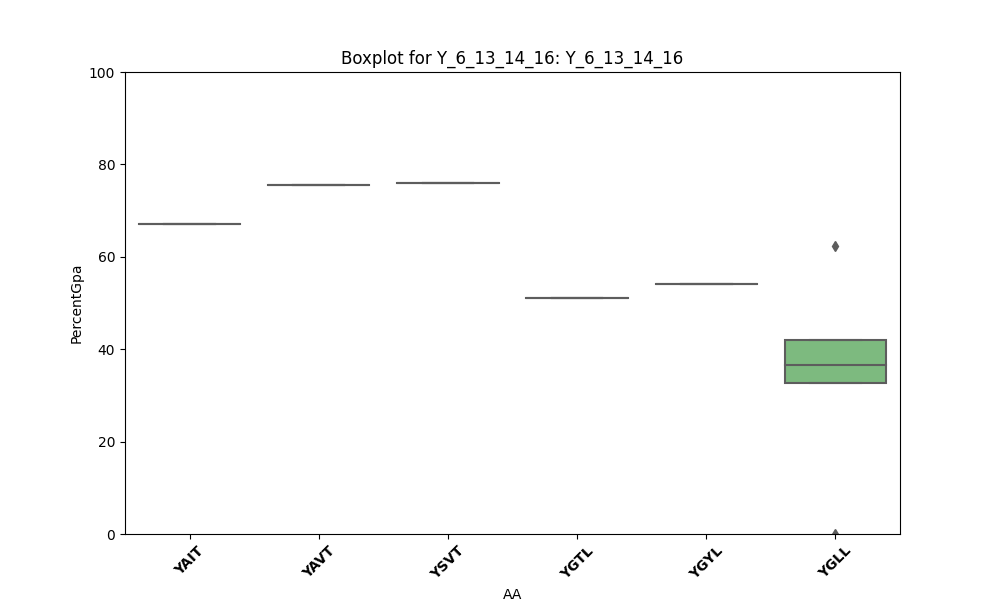 Boxplot for Y_6_13_14_16: Y_6_13_14_16
100
80
60
40
20
0
PercentGpa
YAIT
YAVT
YSVT
YGTL
YGYL
YGLL
AA